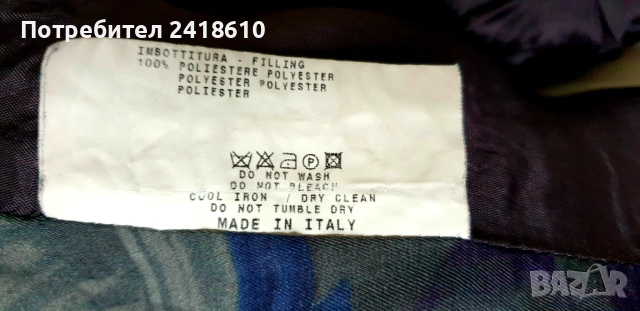 Потребител 2418610
IMBOTTITURA - FILLING
100% POLIESTERE POLYESTER
POLYESTER POLYESTER
POLIESTER
DO NOT WASH
DO NOT BLEACH
COOL IRON / DRY CLEAN
DO NOT TUMBLE DRY
MADE IN ITALY
BAZAR